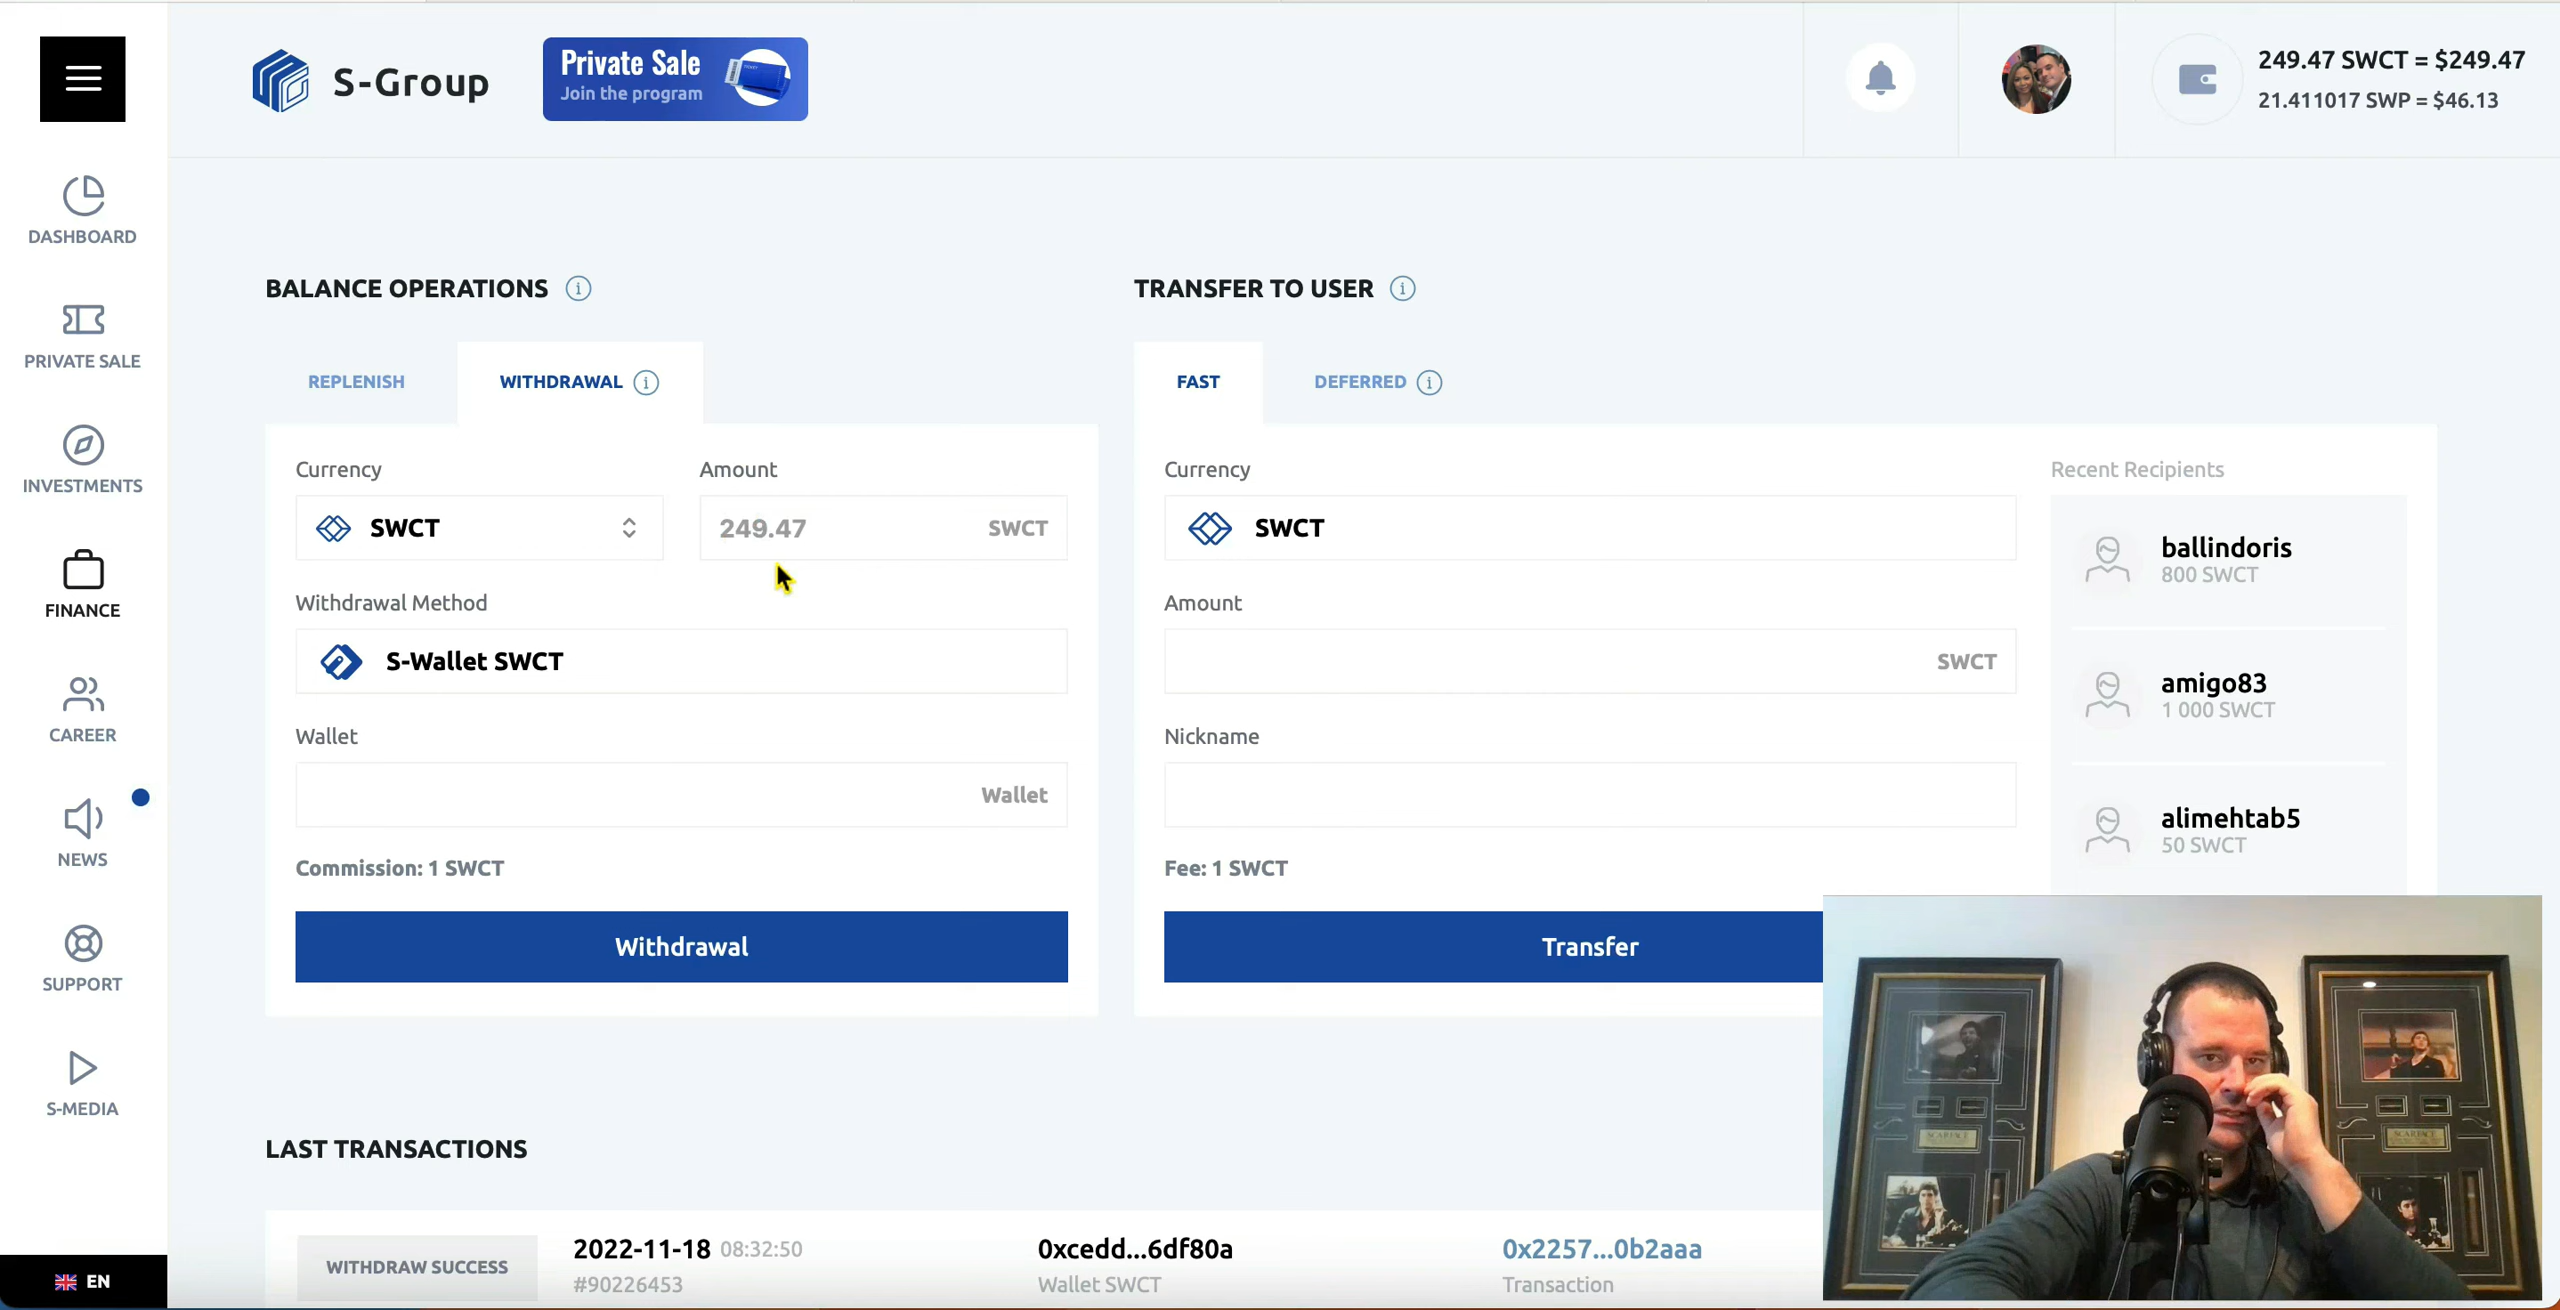 S-Group
Private Sale
Join the program
249.47 SWCT = $249.47
21.411017 SWP = $46.13
DASHBOARD
PRIVATE SALE
INVESTMENTS
FINANCE
CAREER
NEWS
SUPPORT
S-MEDIA
EN
BALANCE OPERATIONS
REPLENISH
WITHDRAWAL
Currency
Amount
SWCT
249.47 SWCT
Withdrawal Method
S-Wallet SWCT
Wallet
Wallet
Commission: 1 SWCT
Withdrawal
TRANSFER TO USER
FAST
DEFERRED
Currency
SWCT
Amount
SWCT
Nickname
Fee: 1 SWCT
Transfer
Recent Recipients
ballindoris
800 SWCT
amigo83
1 000 SWCT
alimehtab5
50 SWCT
LAST TRANSACTIONS
WITHDRAW SUCCESS
2022-11-18 08:32:50
#90226453
0xcedd...6df80a
Wallet SWCT
0x2257...0b2aaa
Transaction
SCARFACE
SCARFACE